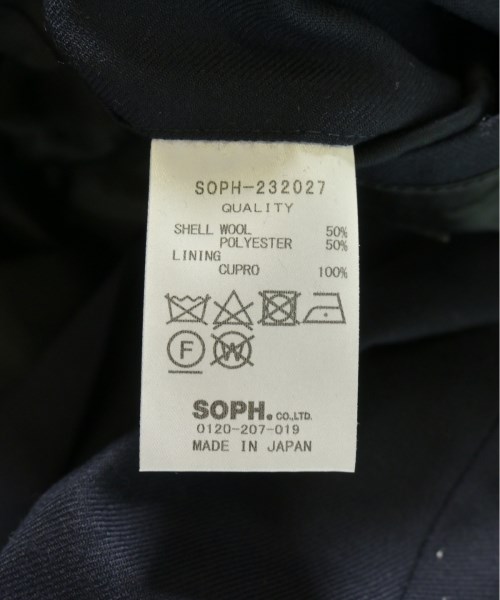 SOPH-232027
QUALITY
SHELL WOOL 50%
POLYESTER 50%
LINING
CUPRO 100%
F W
SOPH. CO.,LTD.
0120-207-019
MADE IN JAPAN